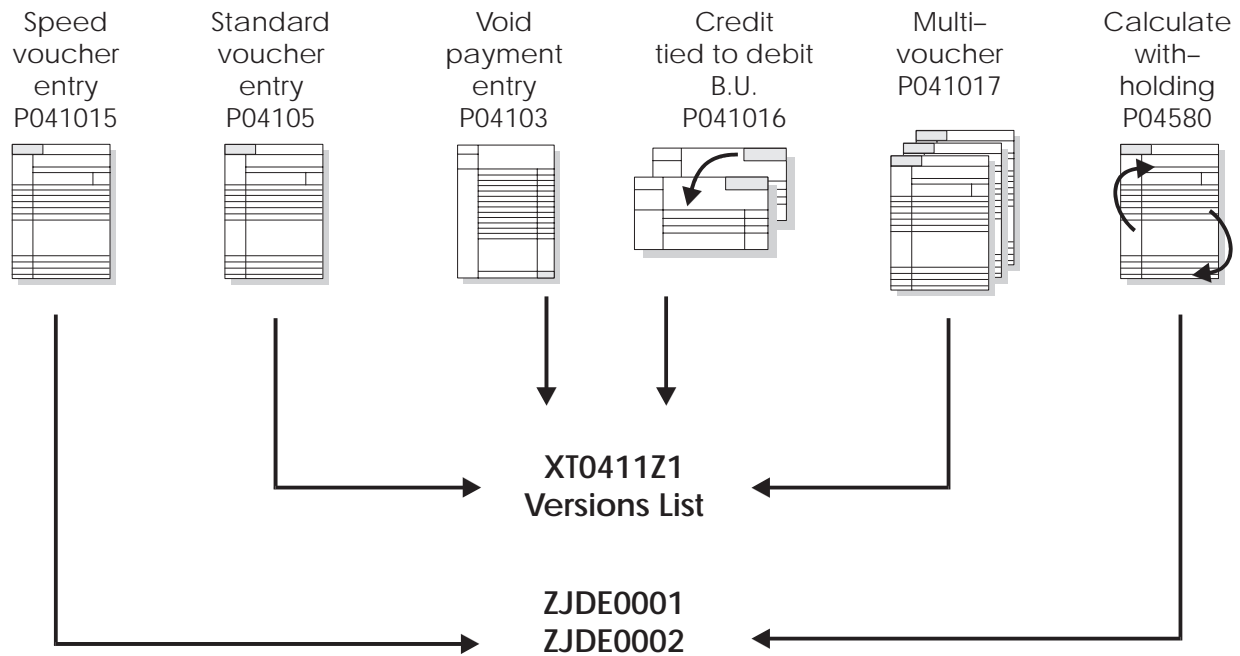 Speed
voucher
entry
P041015
Standard
voucher
entry
P04105
Void
payment
entry
P04103
Credit
tied to debit
B.U.
P041016
Multi–
voucher
P041017
Calculate
with–
holding
P04580
XT0411Z1
Versions List
ZJDE0001
ZJDE0002